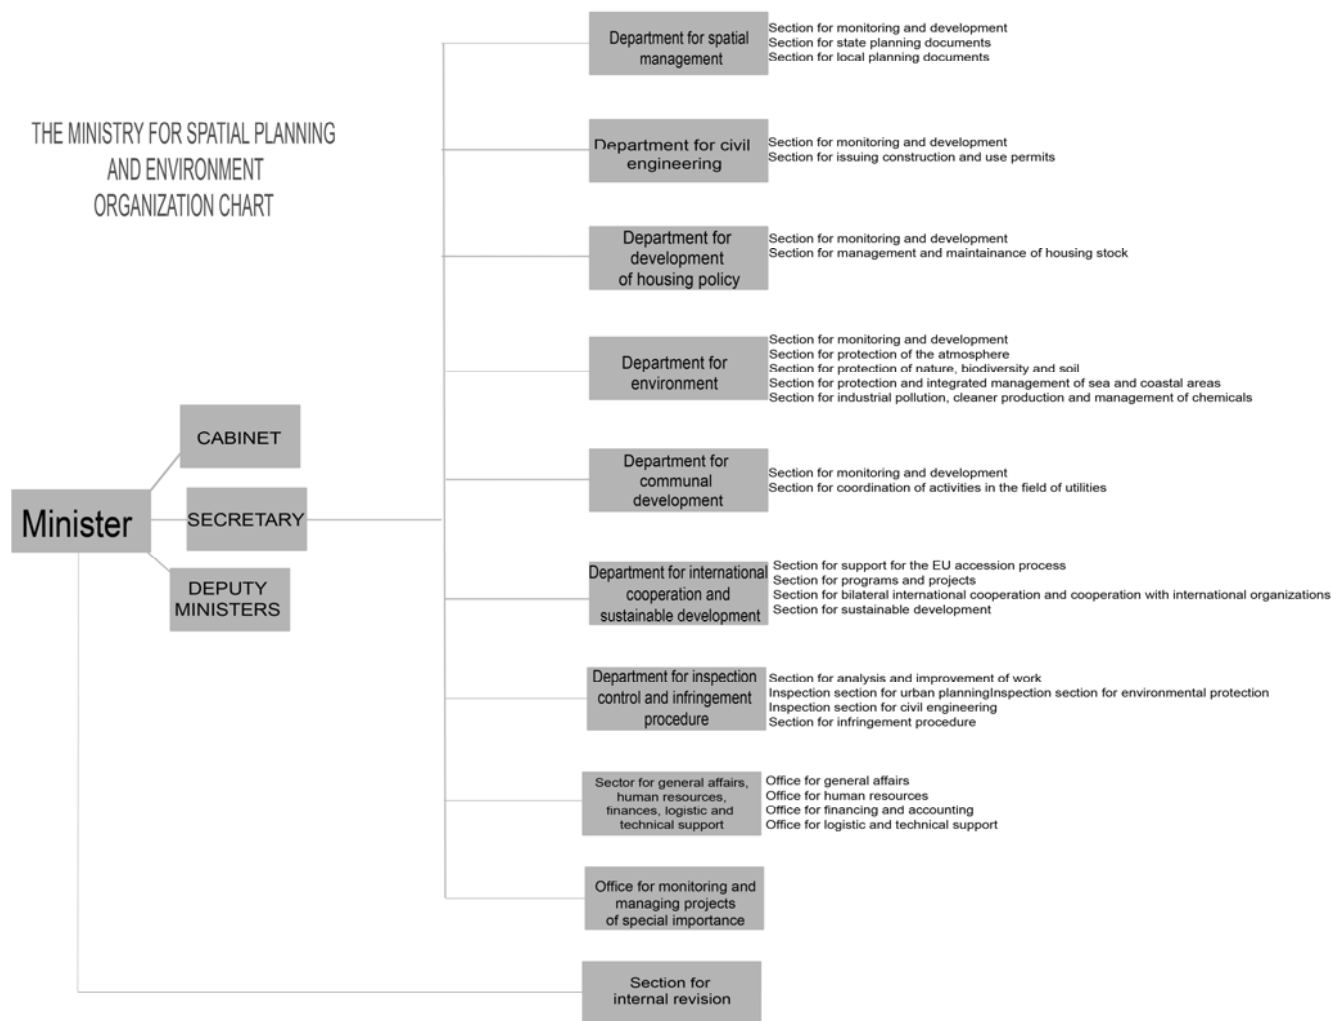 THE MINISTRY FOR SPATIAL PLANNING
AND ENVIRONMENT
ORGANIZATION CHART
Minister
CABINET
SECRETARY
DEPUTY
MINISTERS
Department for spatial
management
Section for monitoring and development
Section for state planning documents
Section for local planning documents
Department for civil
engineering
Section for monitoring and development
Section for issuing construction and use permits
Department for
development
of housing policy
Section for monitoring and development
Section for management and maintainance of housing stock
Department for
environment
Section for monitoring and development
Section for protection of the atmosphere
Section for protection of nature, biodiversity and soil
Section for protection and integrated management of sea and coastal areas
Section for industrial pollution, cleaner production and management of chemicals
Department for
communal
development
Section for monitoring and development
Section for coordination of activities in the field of utilities
Department for international
cooperation and
sustainable development
Section for support for the EU accession process
Section for programs and projects
Section for bilateral international cooperation and cooperation with international organizations
Section for sustainable development
Department for inspection
control and infringement
procedure
Section for analysis and improvement of work
Inspection section for urban planningInspection section for environmental protection
Inspection section for civil engineering
Section for infringement procedure
Sector for general affairs,
human resources,
finances, logistic and
technical support
Office for general affairs
Office for human resources
Office for financing and accounting
Office for logistic and technical support
Office for monitoring and
managing projects
of special importance
Section for
internal revision